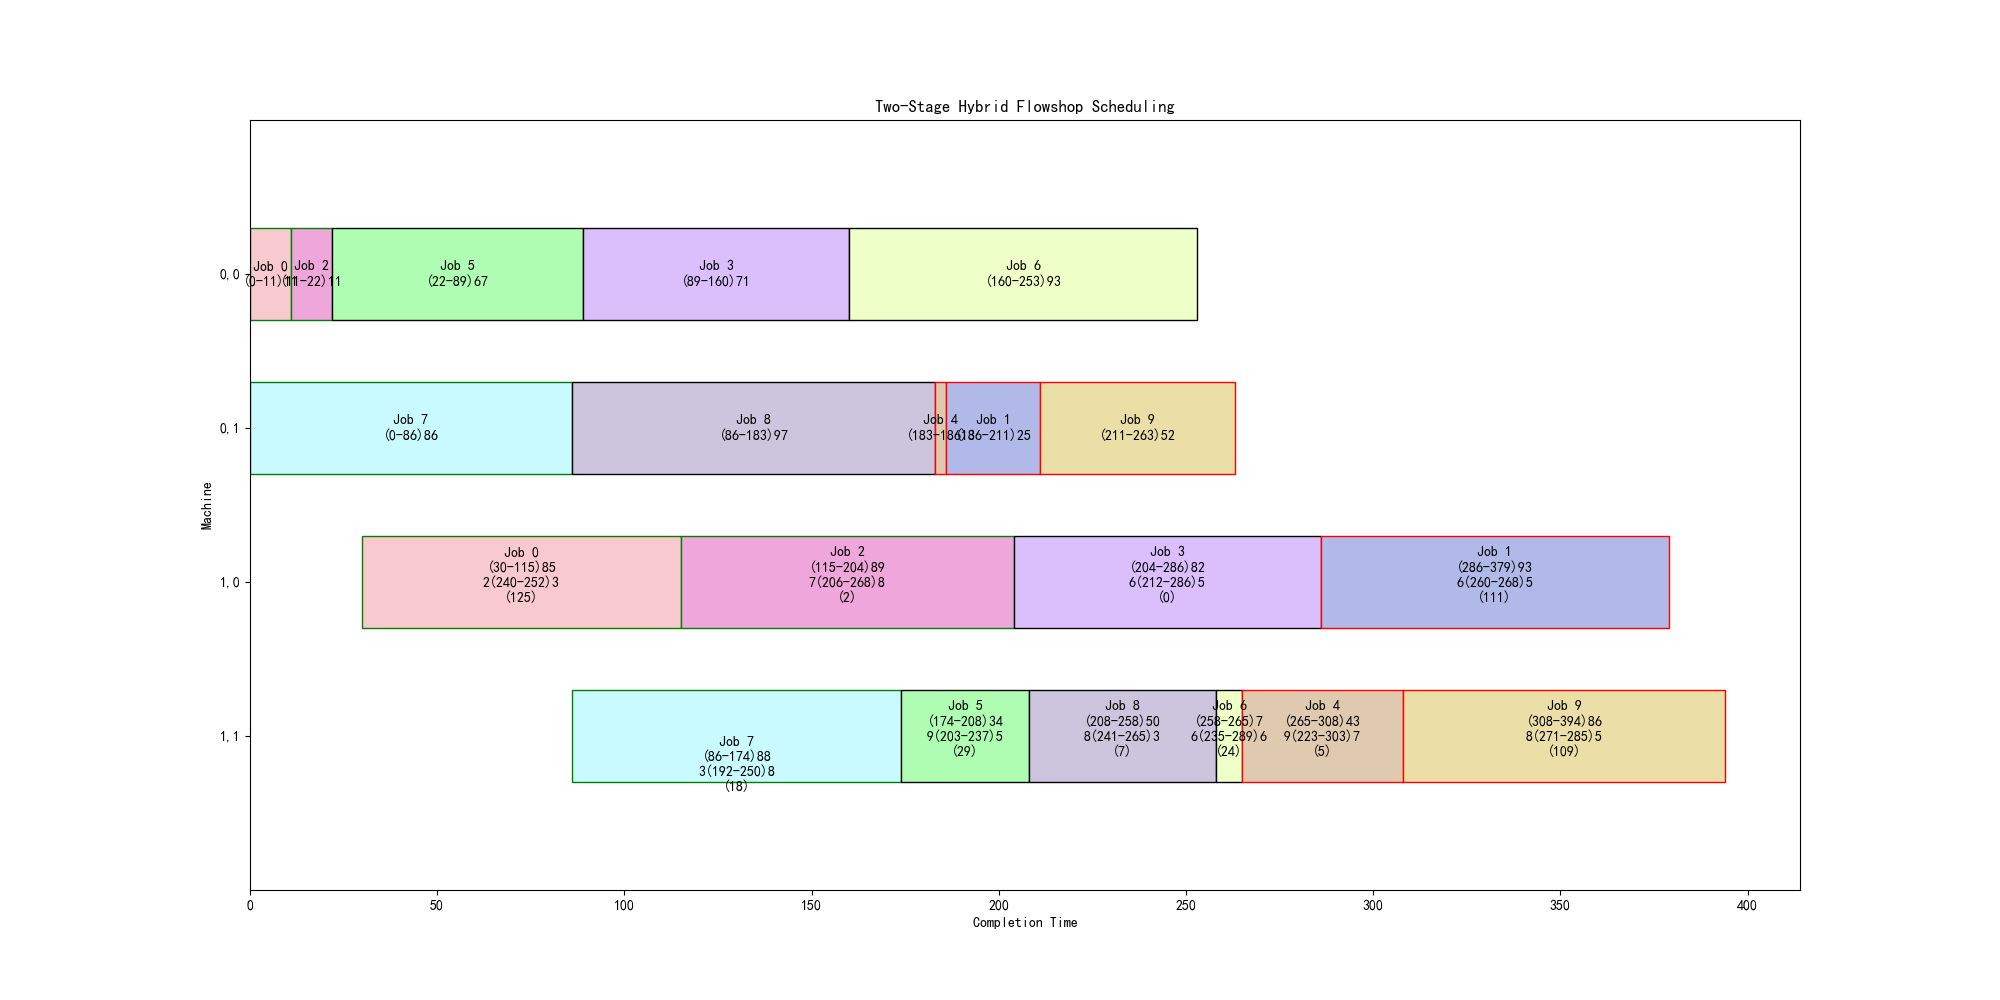 Two-Stage Hybrid Flowshop Scheduling
0,0
Job 0
(0-11)11
Job 2
(11-22)11
Job 5
(22-89)67
Job 3
(89-160)71
Job 6
(160-253)93
0,1
Job 7
(0-86)86
Job 8
(86-183)97
Job 4
(183-186)3
Job 1
(186-211)25
Job 9
(211-263)52
Machine
1,0
Job 0
(30-115)85
2(240-252)3
(125)
Job 2
(115-204)89
7(206-268)8
(2)
Job 3
(204-286)82
6(212-286)5
(0)
Job 1
(286-379)93
6(260-268)5
(111)
1,1
Job 7
(86-174)88
3(192-250)8
(18)
Job 5
(174-208)34
9(203-237)5
(29)
Job 8
(208-258)50
8(241-265)3
(7)
Job 6
(258-265)7
6(235-289)6
(24)
Job 4
(265-308)43
9(223-303)7
(5)
Job 9
(308-394)86
8(271-285)5
(109)
0
50
100
150
200
250
300
350
400
Completion Time